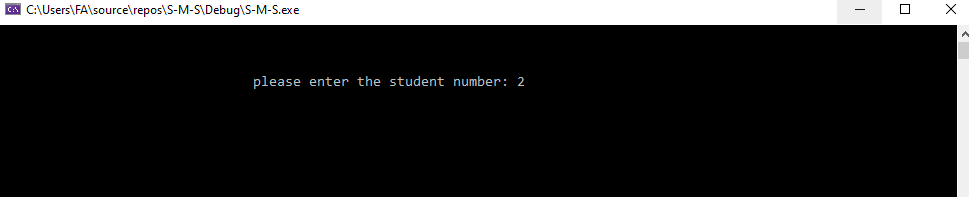 C:\Users\FA\source\repos\S-M-S\Debug\S-M-S.exe
please enter the student number: 2